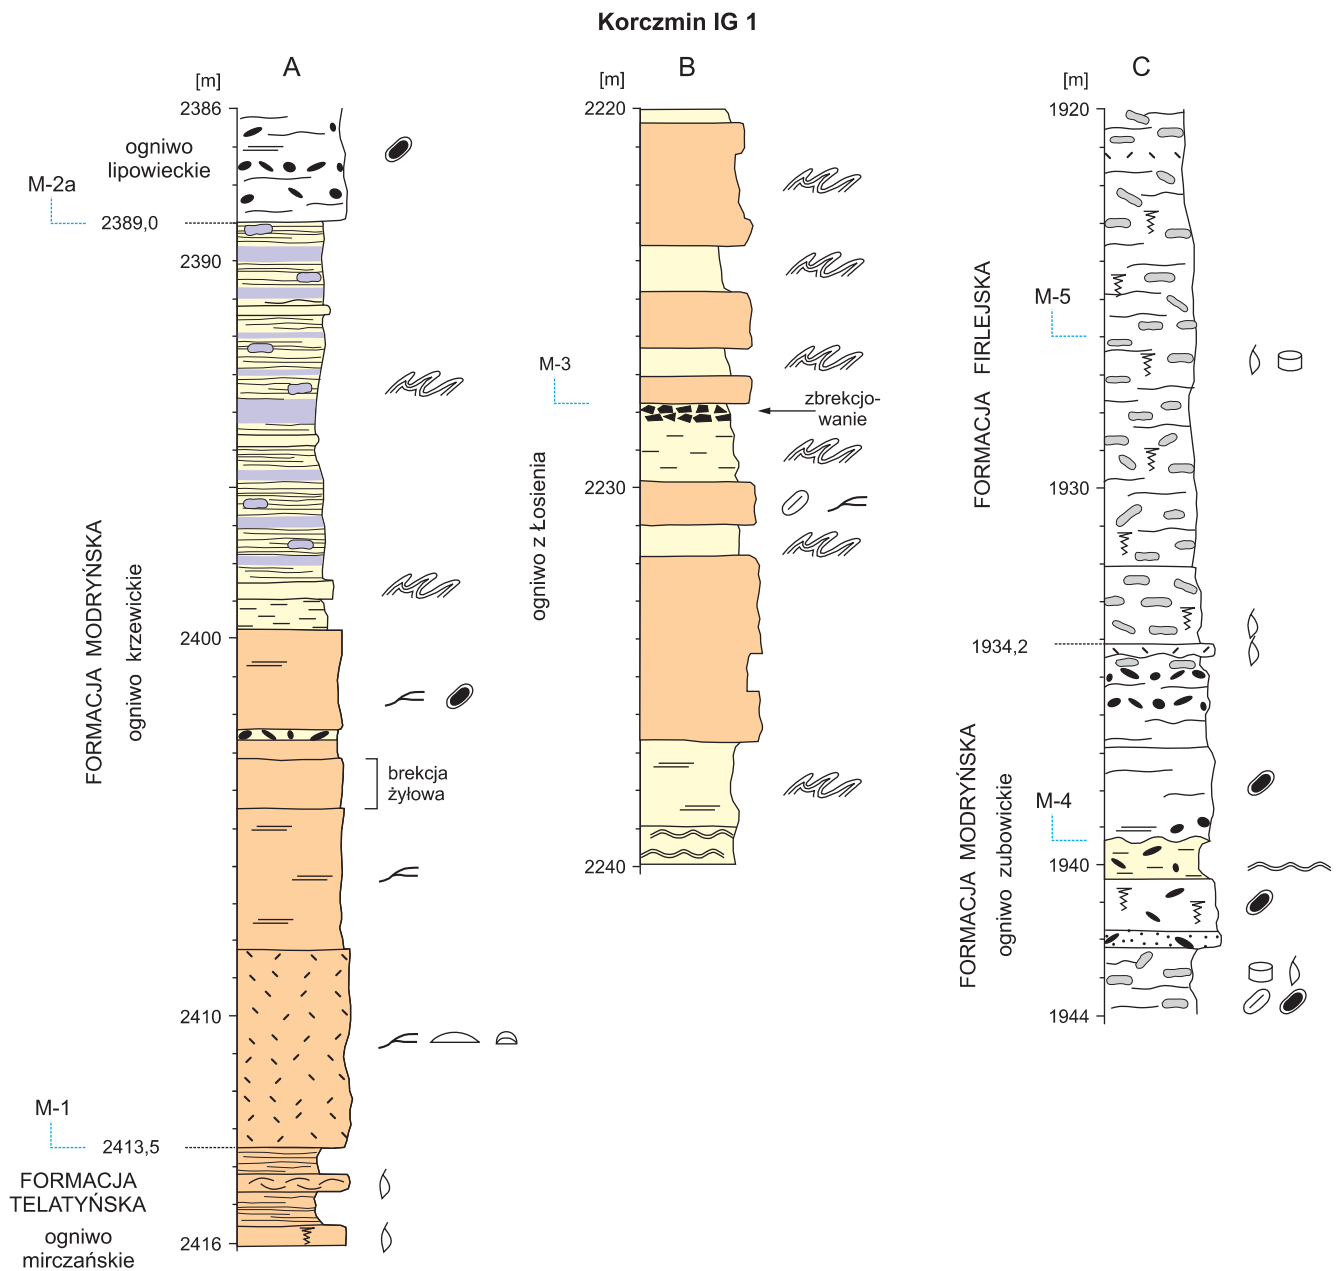 Korczmin IG 1
A
[m]
2386
ogniwo
lipowieckie
M-2a
2389,0
2390
FORMACJA MODRYŃSKA
ogniwo krzewickie
2400
brekcja
żyłowa
2410
M-1
2413,5
FORMACJA
TELATYŃSKA
ogniwo
mirczańskie
2416
B
[m]
2220
M-3
zbrekcjo-
wanie
ogniwo z Łosienia
2230
2240
C
[m]
1920
FORMACJA FIRLEJSKA
M-5
1930
1934,2
FORMACJA MODRYŃSKA
ogniwo zubowickie
M-4
1940
1944